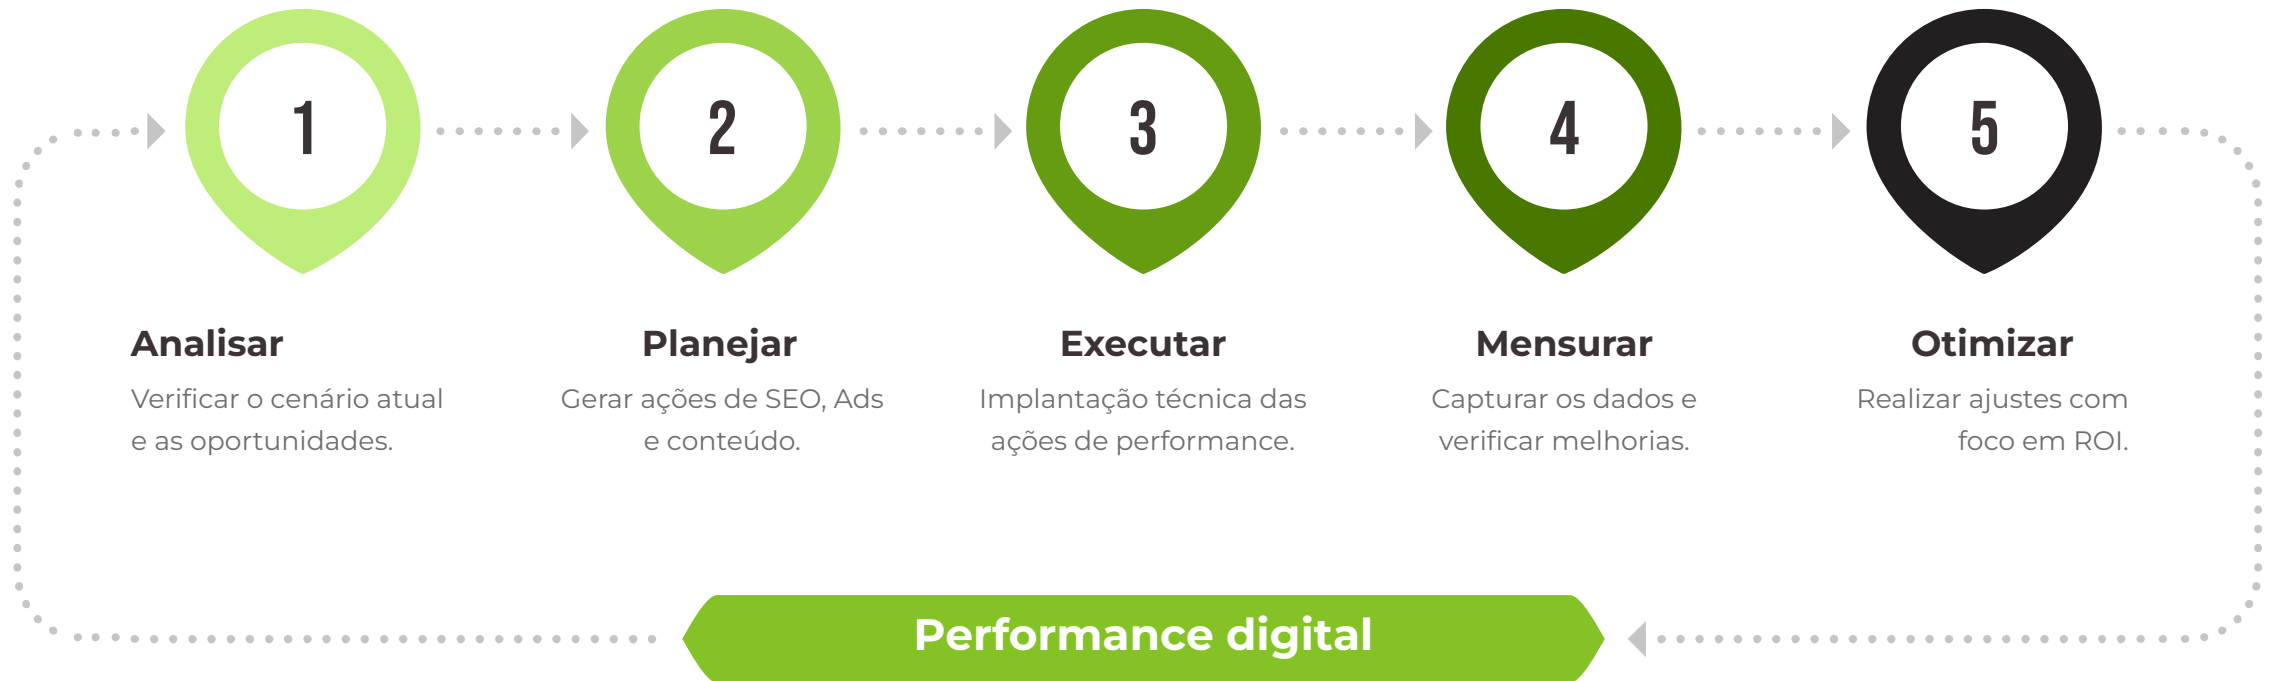 1
2
3
4
5
Analisar
Verificar o cenário atual
e as oportunidades.
Planejar
Gerar ações de SEO, Ads
e conteúdo.
Executar
Implantação técnica das
ações de performance.
Mensurar
Capturar os dados e
verificar melhorias.
Otimizar
Realizar ajustes com
foco em ROI.
Performance digital